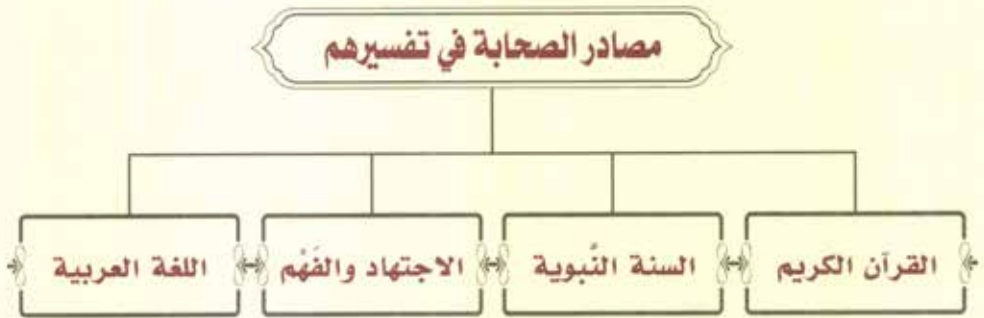 مصادر الصحابة في تفسيرهم
القرآن الكريم
السنة النَّبوية
الاجتهاد والفَهْم
اللغة العربية